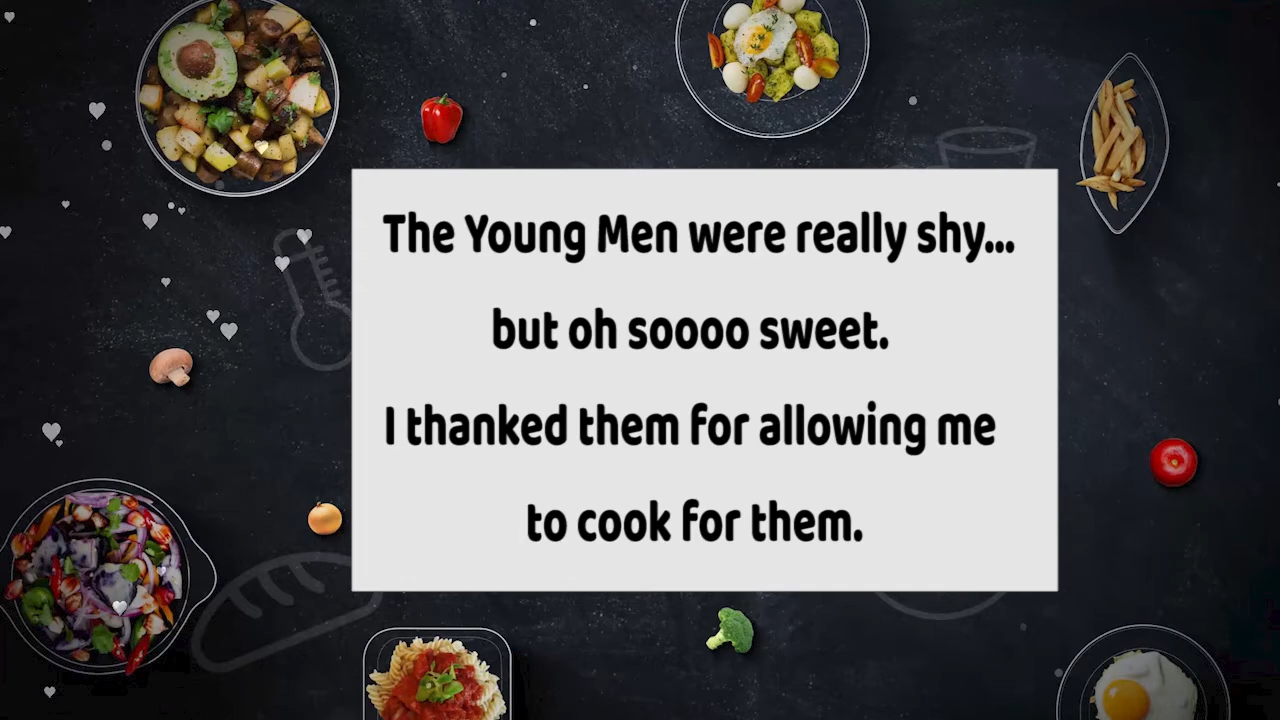 The Young Men were really shy...
but oh soooo sweet.
I thanked them for allowing me
to cook for them.